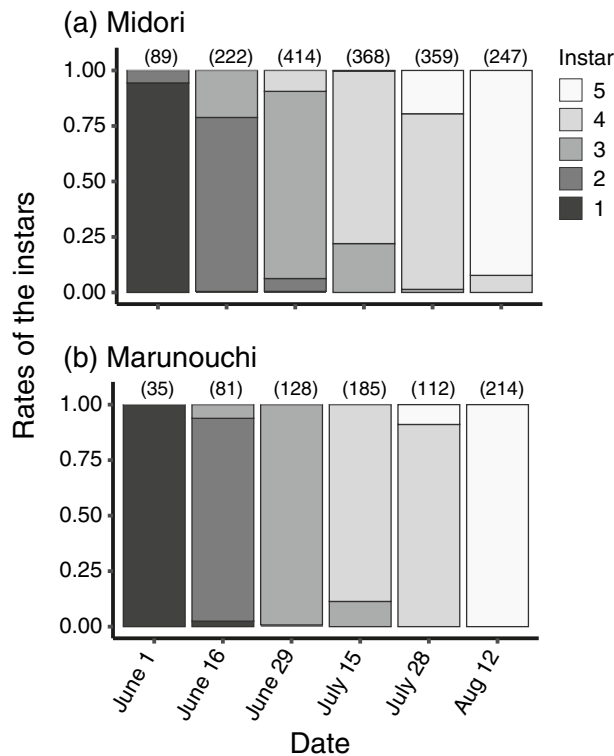 (a) Midori
(89) (222) (414) (368) (359) (247)
1.00
0.75
0.50
0.25
0.00
Instar
5
4
3
2
1
Rates of the instars
(b) Marunouchi
(35) (81) (128) (185) (112) (214)
1.00
0.75
0.50
0.25
0.00
June 1 June 16 June 29 July 15 July 28 Aug 12
Date